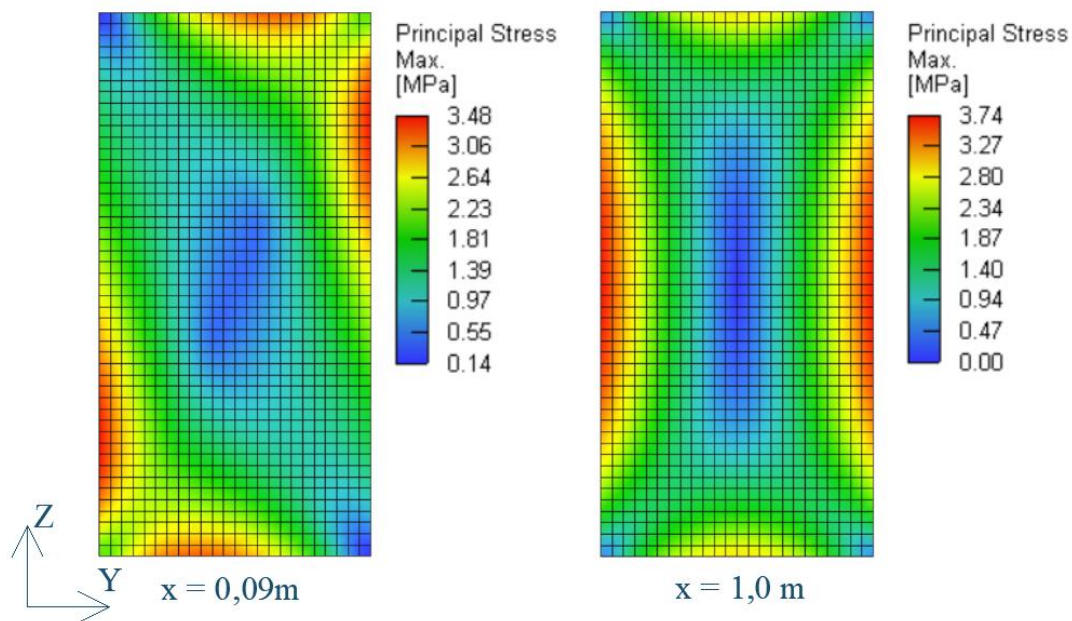 Principal Stress
Max.
[MPa]
3.48
3.06
2.64
2.23
1.81
1.39
0.97
0.55
0.14
Principal Stress
Max.
[MPa]
3.74
3.27
2.80
2.34
1.87
1.40
0.94
0.47
0.00
Z
Y
x = 0,09m
x = 1,0 m